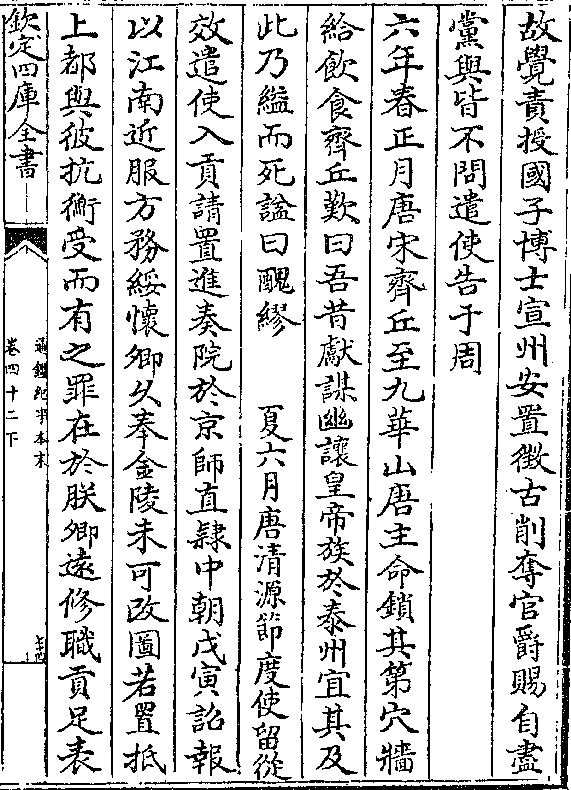 故覺責授國子博士宣州安置徴古削奪官爵賜自盡
黨與皆不問遣使告于周
六年春正月唐宋齊丘至九華山唐主命鎖其第穴牆
給飲食齊丘歎曰吾昔獻謀幽讓皇帝族於泰州宜其及
此乃縊而死諡曰醜繆　夏六月唐清源節度使留從
效遣使入貢請置進奏院於京師直隸中朝戊寅詔報
以江南近服方務綏懷卿久奉金陵未可改圖若置抵
上都與彼抗衡受而有之罪在於朕卿遠修職貢足表
欽定四庫全書
通鑑紀事本末
卷四十二下